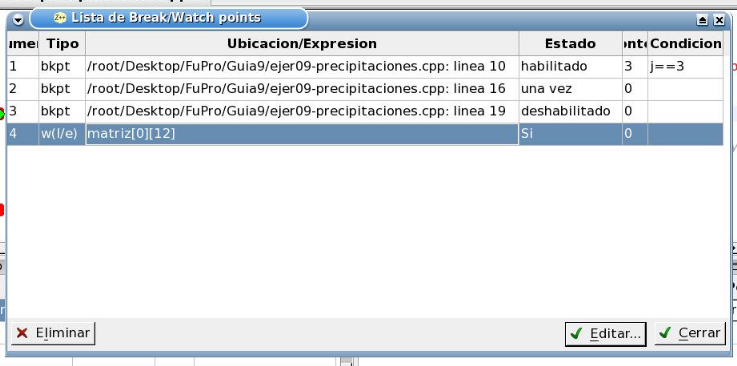 Lista de Break/Watch points
ume Tipo Ubicacion/Expresion Estado onte Condicion
1 bkpt /root/Desktop/FuPro/Guia9/ejer09-precipitaciones.cpp: linea 10 habilitado 3 j==3
2 bkpt /root/Desktop/FuPro/Guia9/ejer09-precipitaciones.cpp: linea 16 una vez 0
3 bkpt /root/Desktop/FuPro/Guia9/ejer09-precipitaciones.cpp: linea 19 deshabilitado 0
4 w(l/e) matriz[0][12] Si 0
Eliminar Editar... Cerrar